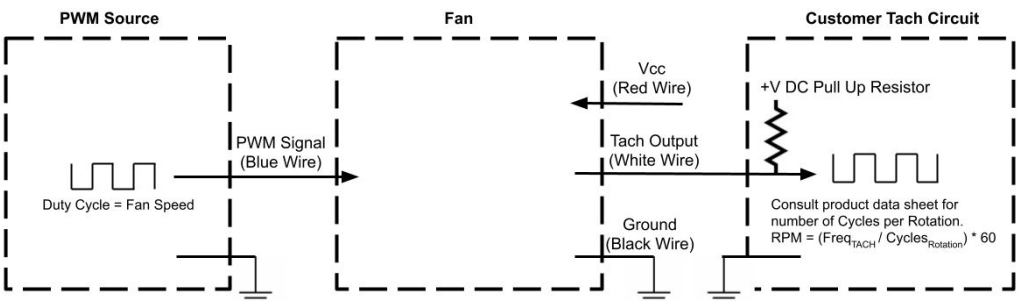 PWM Source
Fan
Customer Tach Circuit
Vcc
(Red Wire)
+V DC Pull Up Resistor
PWM Signal
(Blue Wire)
Tach Output
(White Wire)
Duty Cycle = Fan Speed
Consult product data sheet for
number of Cycles per Rotation.
RPM = (Freq_TACH / Cycles_Rotation) * 60
Ground
(Black Wire)